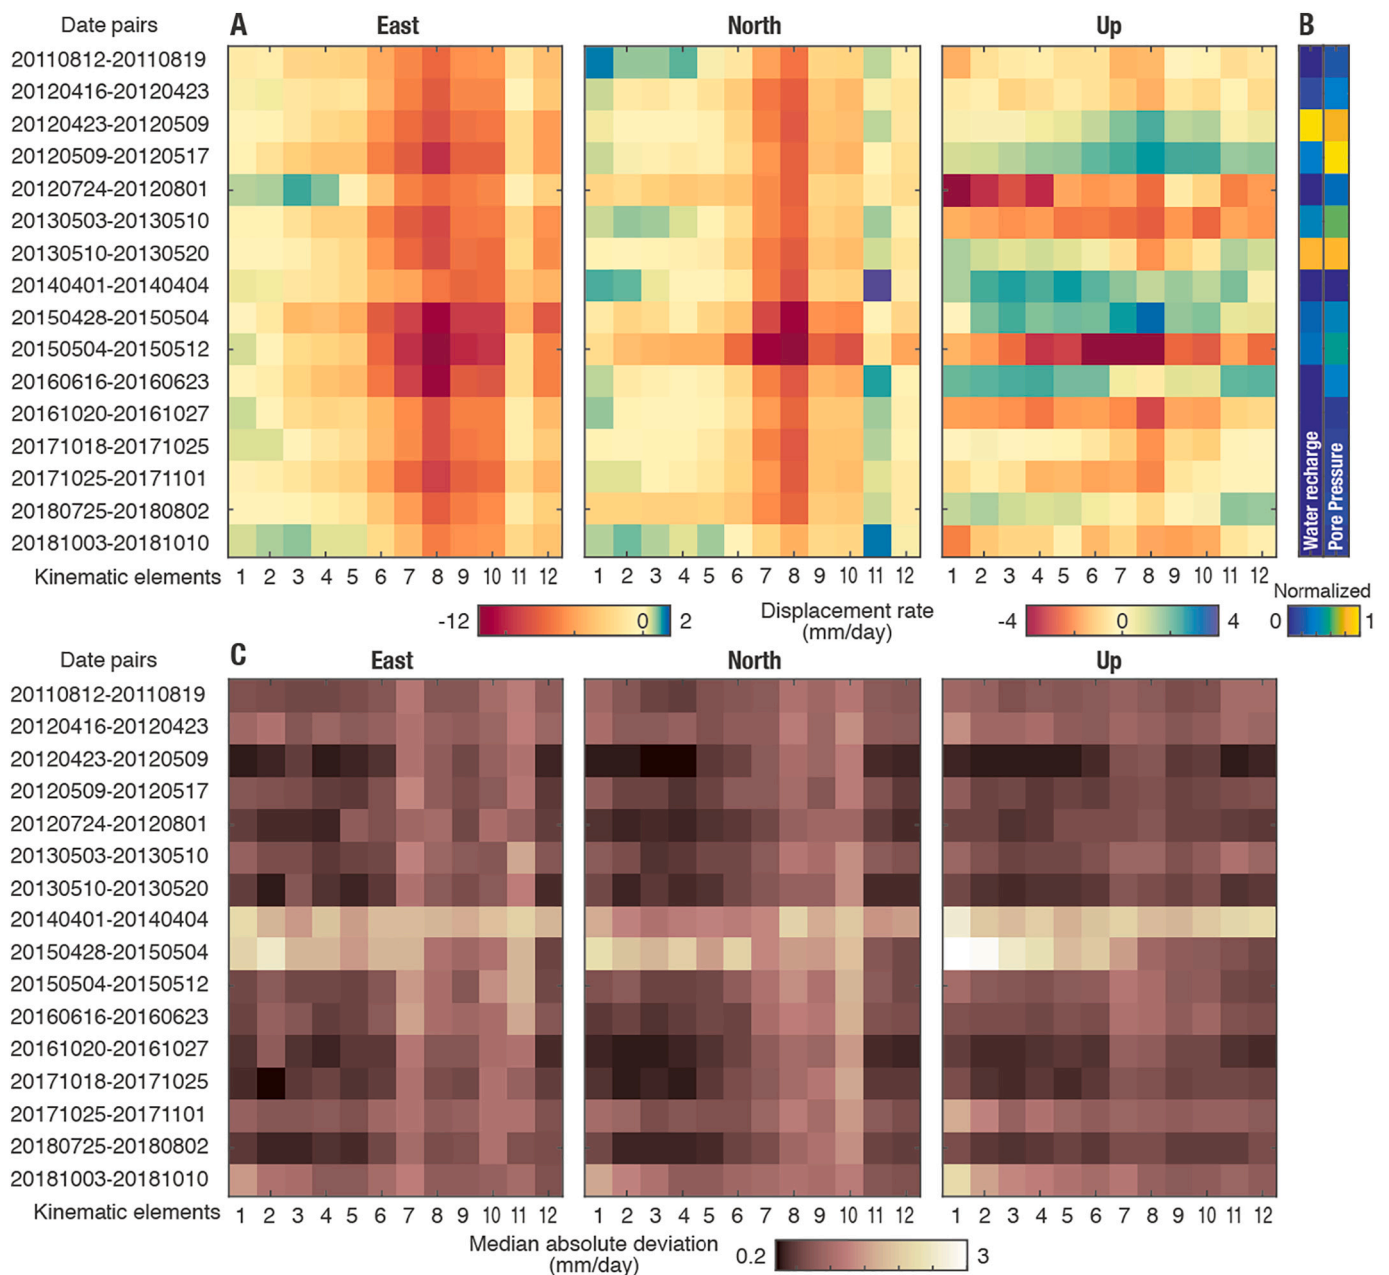 Date pairs A East North Up B
20110812-20110819
20120416-20120423
20120423-20120509
20120509-20120517
20120724-20120801
20130503-20130510
20130510-20130520
20140401-20140404
20150428-20150504
20150504-20150512
20160616-20160623
20161020-20161027
20171018-20171025
20171025-20171101
20180725-20180802
20181003-20181010
Water recharge
Pore Pressure
Kinematic elements 1 2 3 4 5 6 7 8 9 10 11 12 1 2 3 4 5 6 7 8 9 10 11 12 1 2 3 4 5 6 7 8 9 10 11 12
Normalized
-12 0 2 Displacement rate -4 0 4 0 1
(mm/day)
Date pairs C East North Up
20110812-20110819
20120416-20120423
20120423-20120509
20120509-20120517
20120724-20120801
20130503-20130510
20130510-20130520
20140401-20140404
20150428-20150504
20150504-20150512
20160616-20160623
20161020-20161027
20171018-20171025
20171025-20171101
20180725-20180802
20181003-20181010
Kinematic elements 1 2 3 4 5 6 7 8 9 10 11 12 1 2 3 4 5 6 7 8 9 10 11 12 1 2 3 4 5 6 7 8 9 10 11 12
Median absolute deviation 0.2 3
(mm/day)